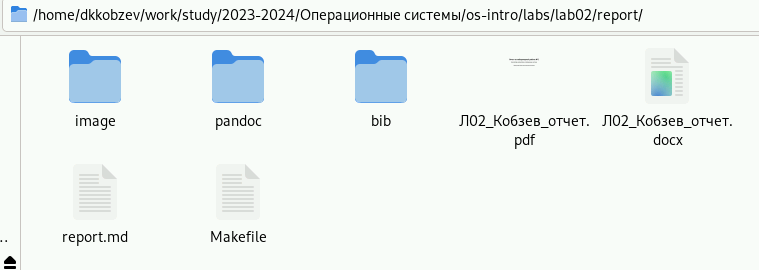 /home/dkkobzev/work/study/2023-2024/Операционные системы/os-intro/labs/lab02/report/
image
pandoc
bib
Л02_Кобзев_отчет.
pdf
Л02_Кобзев_отчет.
docx
..
report.md
Makefile